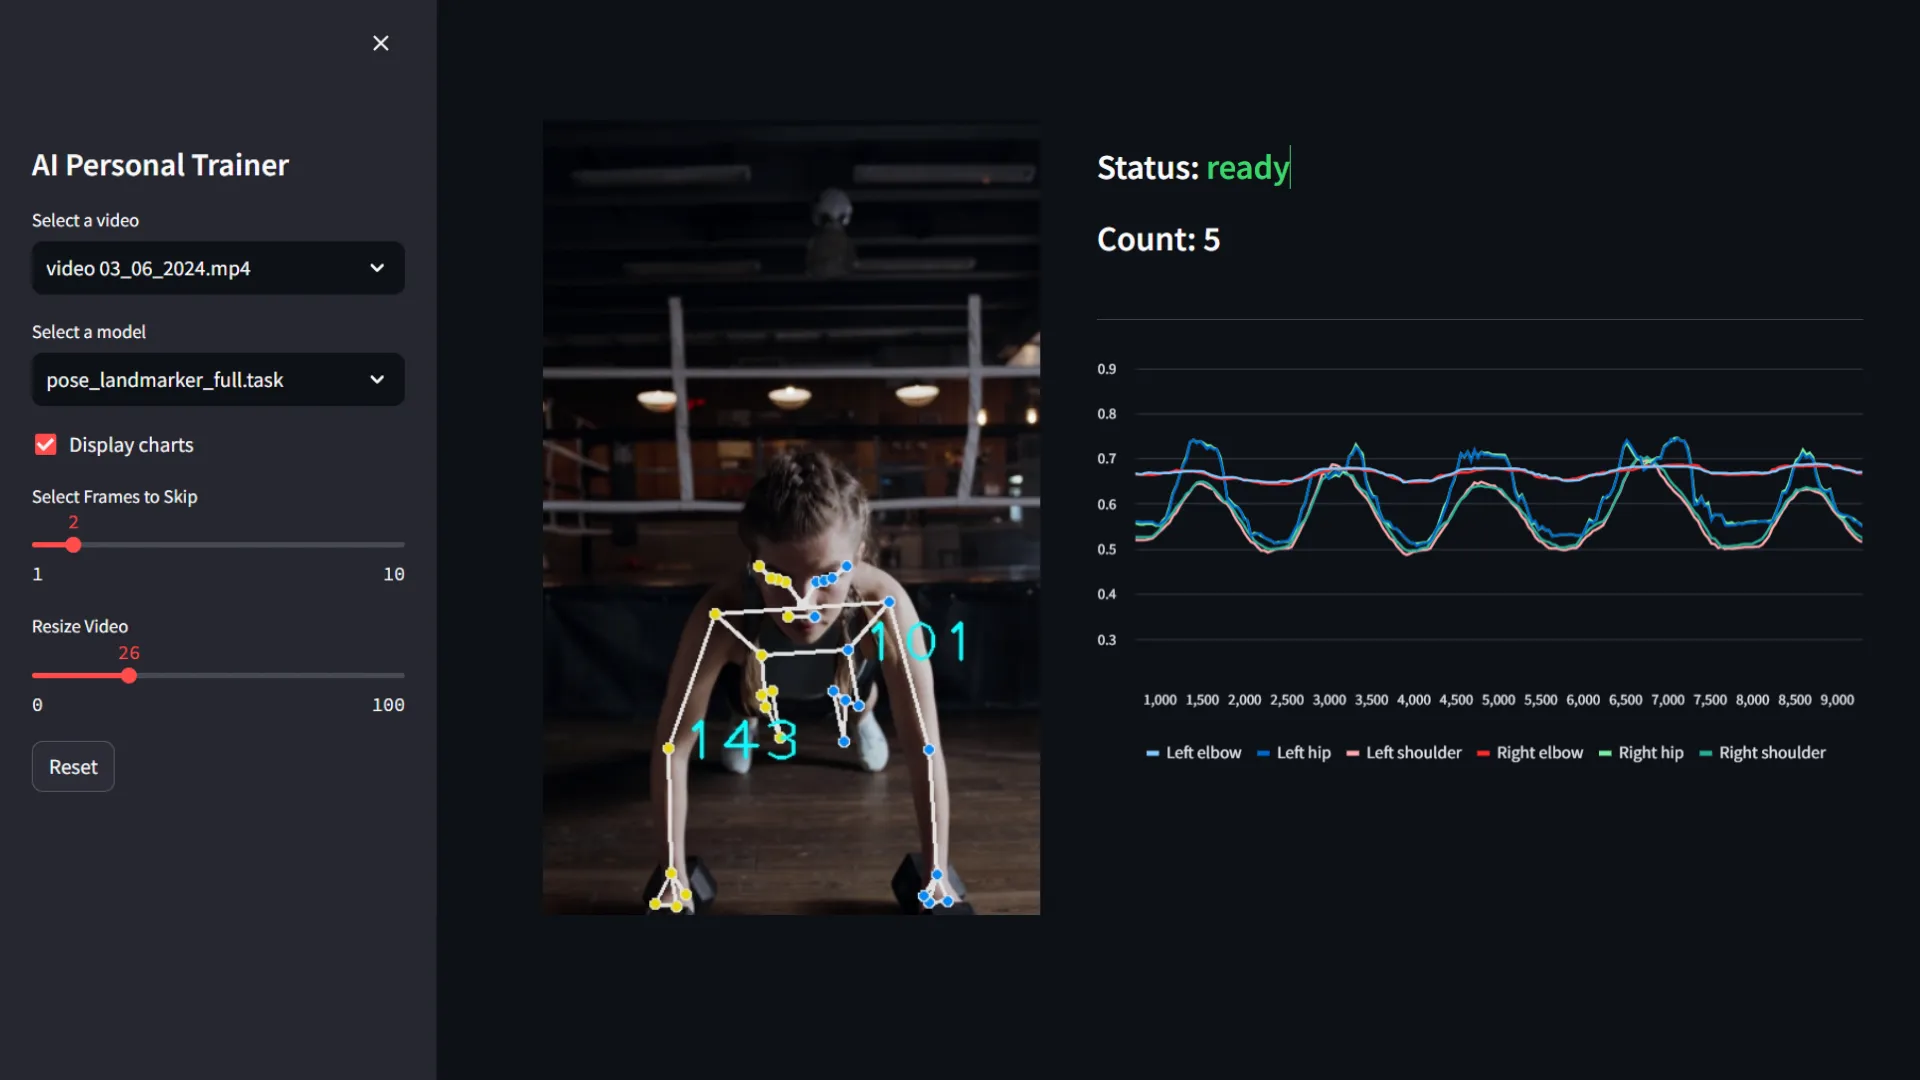 AI Personal Trainer
Select a video
video 03_06_2024.mp4
Select a model
pose_landmarker_full.task
Display charts
Select Frames to Skip
2
1 10
Resize Video
26
0 100
Reset
101
143
Status: ready
Count: 5
0.9
0.8
0.7
0.6
0.5
0.4
0.3
1,000 1,500 2,000 2,500 3,000 3,500 4,000 4,500 5,000 5,500 6,000 6,500 7,000 7,500 8,000 8,500 9,000
Left elbow Left hip Left shoulder Right elbow Right hip Right shoulder